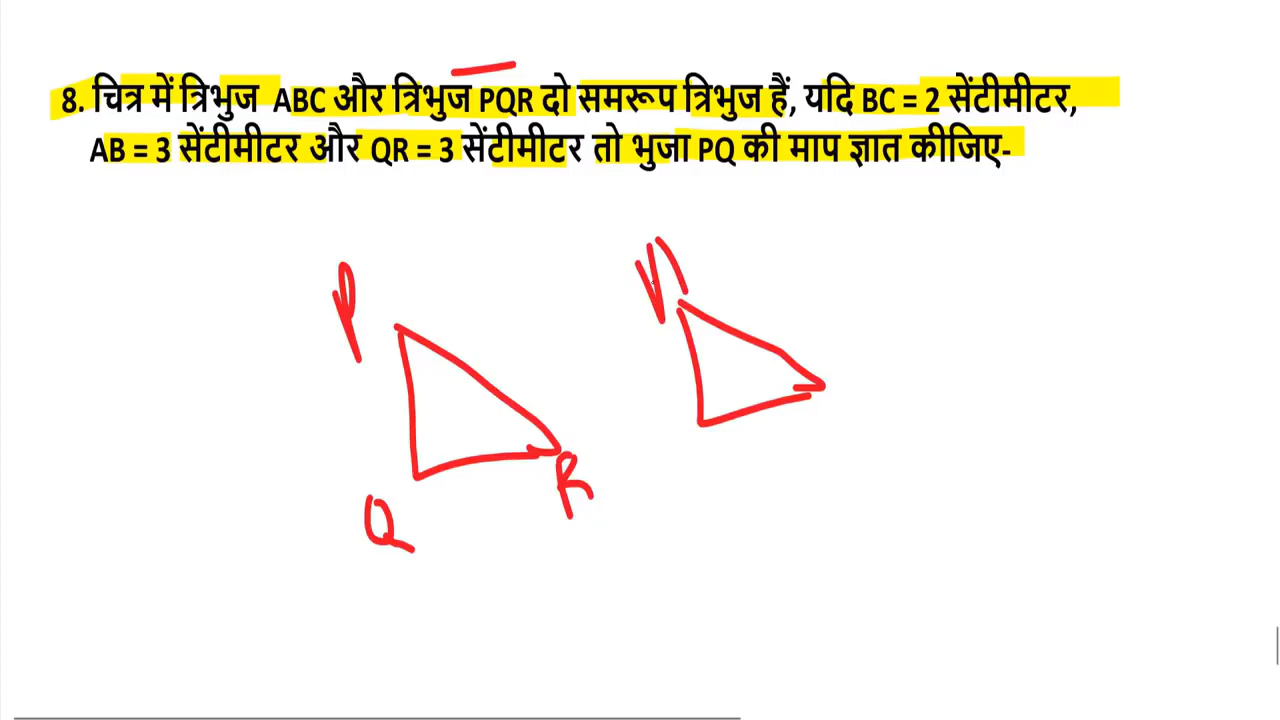 8. चित्र में त्रिभुज ABC और त्रिभुज PQR दो समरूप त्रिभुज हैं, यदि BC = 2 सेंटीमीटर,
AB = 3 सेंटीमीटर और QR = 3 सेंटीमीटर तो भुजा PQ की माप ज्ञात कीजिए-
P
Q
R